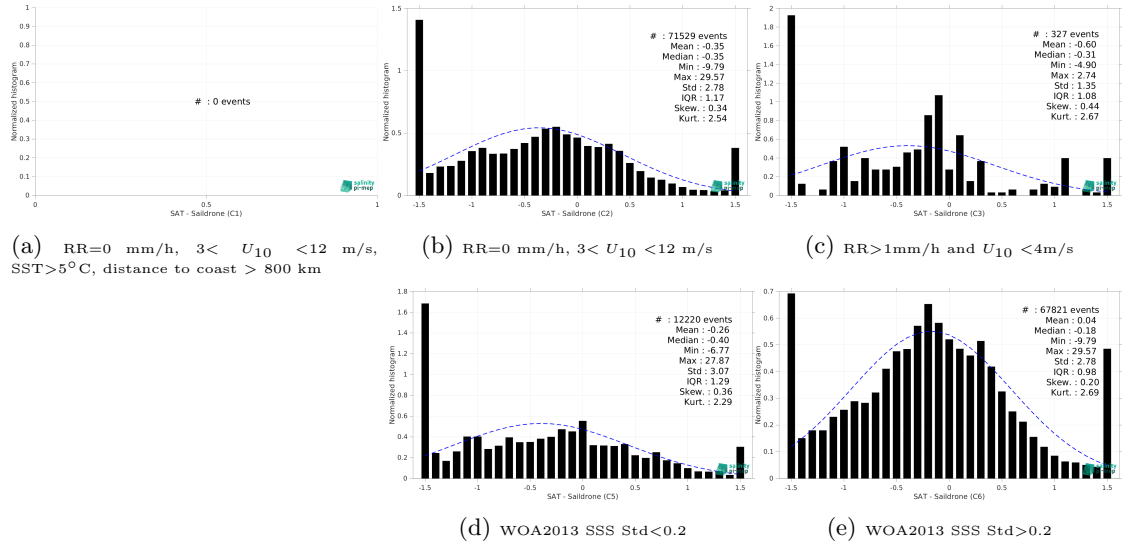 1
0.9
0.8
0.7
0.6
0.5
0.4
0.3
0.2
0.1
0
Normalized histogram
# : 0 events
0 0.5 1
SAT - Saildrone (C1)
salinity
pi-mep
(a) RR=0 mm/h, 3< U10 <12 m/s,
SST>5°C, distance to coast > 800 km
1.5
1
0.5
0
Normalized histogram
# : 71529 events
Mean : -0.35
Median : -0.35
Min : -9.79
Max : 29.57
Std : 2.78
IQR : 1.17
Skew. : 0.34
Kurt. : 2.54
-1.5 -1 -0.5 0 0.5 1 1.5
SAT - Saildrone (C2)
salinity
pi-mep
(b) RR=0 mm/h, 3< U10 <12 m/s
2
1.8
1.6
1.4
1.2
1
0.8
0.6
0.4
0.2
0
Normalized histogram
# : 327 events
Mean : -0.60
Median : -0.31
Min : -4.90
Max : 2.74
Std : 1.35
IQR : 1.08
Skew. : 0.44
Kurt. : 2.67
-1.5 -1 -0.5 0 0.5 1 1.5
SAT - Saildrone (C3)
salinity
pi-mep
(c) RR>1mm/h and U10 <4m/s
1.8
1.6
1.4
1.2
1
0.8
0.6
0.4
0.2
0
Normalized histogram
# : 12220 events
Mean : -0.26
Median : -0.40
Min : -6.77
Max : 27.87
Std : 3.07
IQR : 1.29
Skew. : 0.36
Kurt. : 2.29
-1.5 -1 -0.5 0 0.5 1 1.5
SAT - Saildrone (C5)
salinity
pi-mep
(d) WOA2013 SSS Std<0.2
0.7
0.6
0.5
0.4
0.3
0.2
0.1
0
Normalized histogram
# : 67821 events
Mean : 0.04
Median : -0.18
Min : -9.79
Max : 29.57
Std : 2.78
IQR : 0.98
Skew. : 0.20
Kurt. : 2.69
-1.5 -1 -0.5 0 0.5 1 1.5
SAT - Saildrone (C6)
salinity
pi-mep
(e) WOA2013 SSS Std>0.2